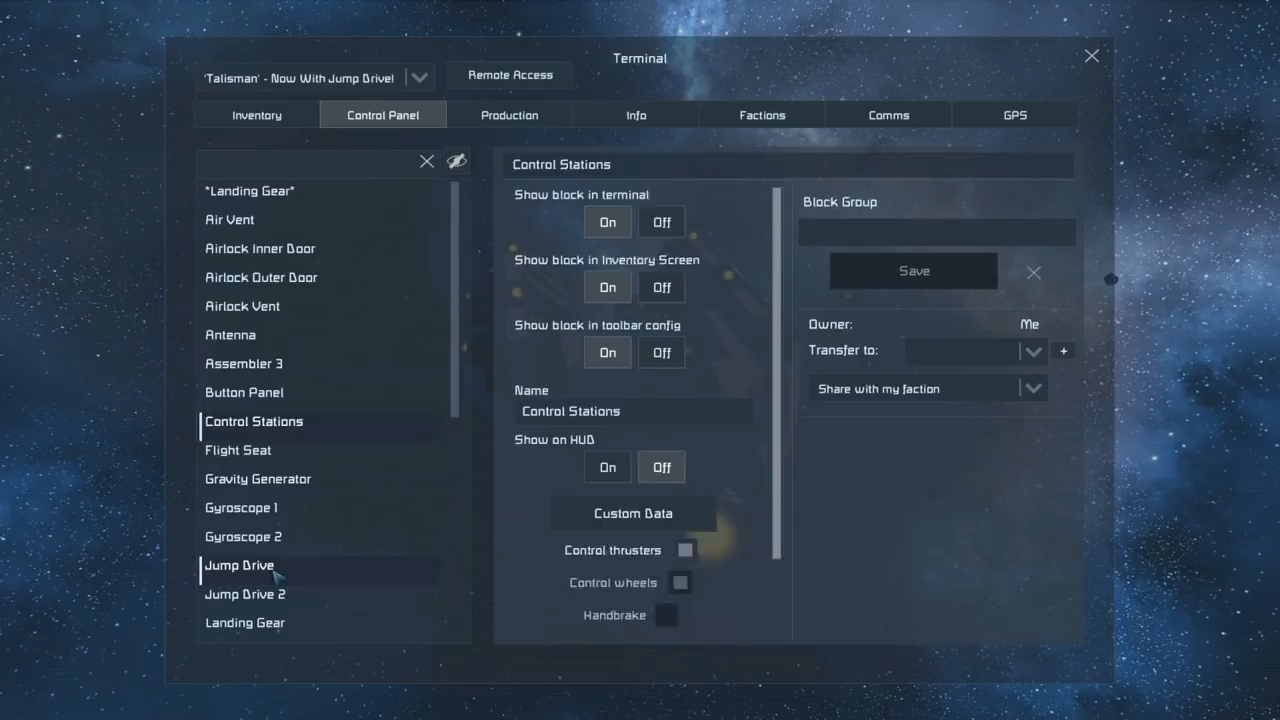 Terminal
'Talisman' - Now With Jump Drive!
Remote Access
Inventory
Control Panel
Production
Info
Factions
Comms
GPS
*Landing Gear*
Air Vent
Airlock Inner Door
Airlock Outer Door
Airlock Vent
Antenna
Assembler 3
Button Panel
Control Stations
Flight Seat
Gravity Generator
Gyroscope 1
Gyroscope 2
Jump Drive
Jump Drive 2
Landing Gear
Control Stations
Show block in terminal
On Off
Show block in Inventory Screen
On Off
Show block in toolbar config
On Off
Name
Control Stations
Show on HUD
On Off
Custom Data
Control thrusters
Control wheels
Handbrake
Block Group
Save
Owner: Me
Transfer to:
+
Share with my faction